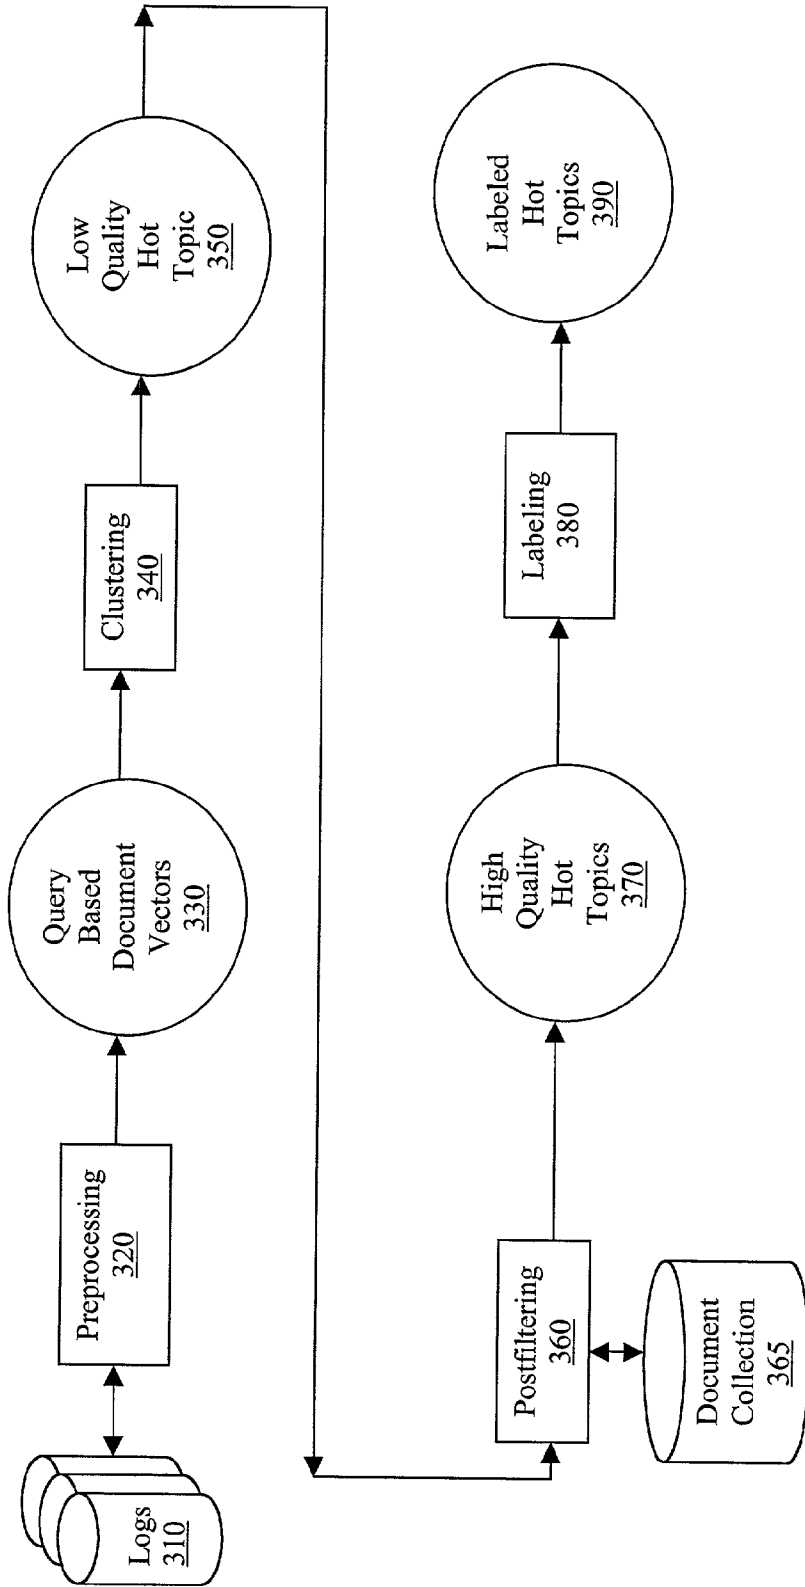 Logs
310
Preprocessing
320
Query
Based
Document
Vectors
330
Clustering
340
Low
Quality
Hot
Topic
350
Postfiltering
360
Document
Collection
365
High
Quality
Hot
Topics
370
Labeling
380
Labeled
Hot
Topics
390